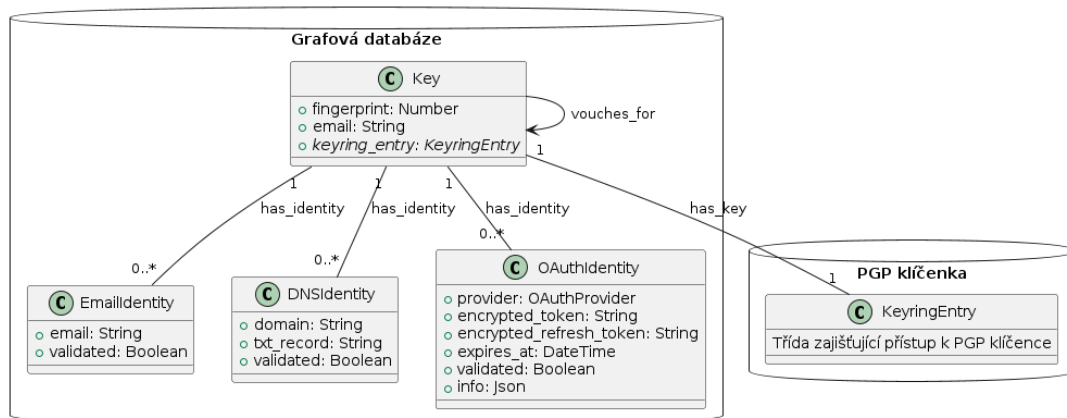 Grafová databáze
C Key
fingerprint: Number
email: String
keyring_entry: KeyringEntry
vouches_for
1
1
1
1
has_identity
has_identity
has_identity
has_key
0..*
0..*
0..*
1
PGP klíčenka
C EmailIdentity
email: String
validated: Boolean
C DNSIdentity
domain: String
txt_record: String
validated: Boolean
C OAuthIdentity
provider: OAuthProvider
encrypted_token: String
encrypted_refresh_token: String
expires_at: DateTime
validated: Boolean
info: Json
C KeyringEntry
Třída zajišťující přístup k PGP klíčence